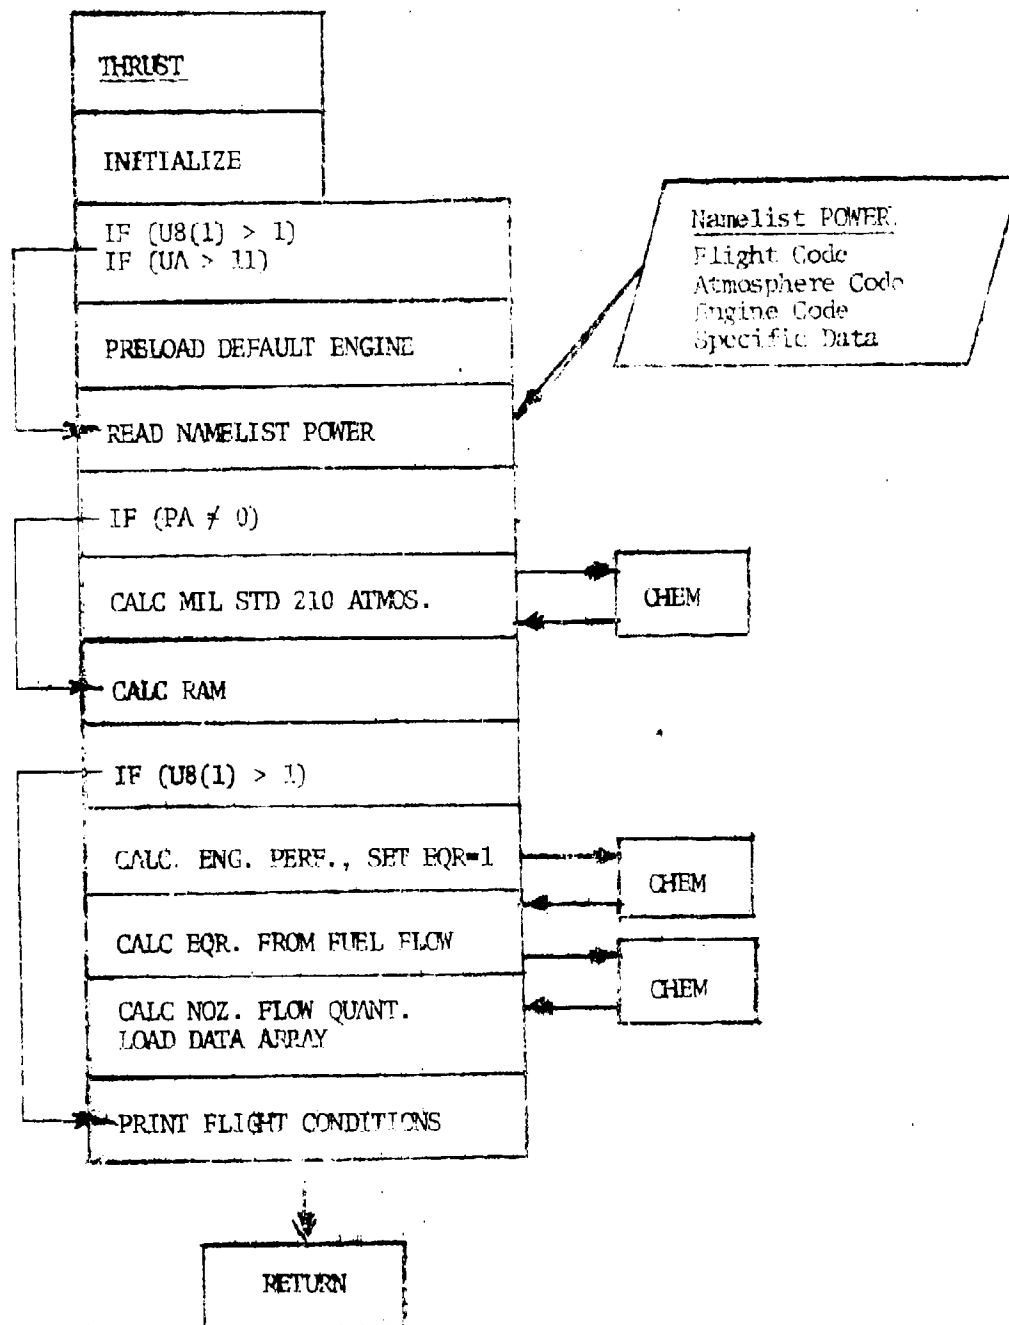 THRUST
INITIALIZE
IF (U8(1) > 1)
IF (UA > 11)
PRELOAD DEFAULT ENGINE
READ NAMELIST POWER
IF (PA ≠ 0)
CALC MIL STD 210 ATMOS.
CALC RAM
IF (U8(1) > 1)
CALC. ENG. PERF., SET EQR=1
CALC EQR. FROM FUEL FLOW
CALC NOZ. FLOW QUANT.
LOAD DATA ARRAY
PRINT FLIGHT CONDITIONS
RETURN
Namelist POWER.
Flight Code
Atmosphere Code
Engine Code
Specific Data
CHEM
CHEM
CHEM